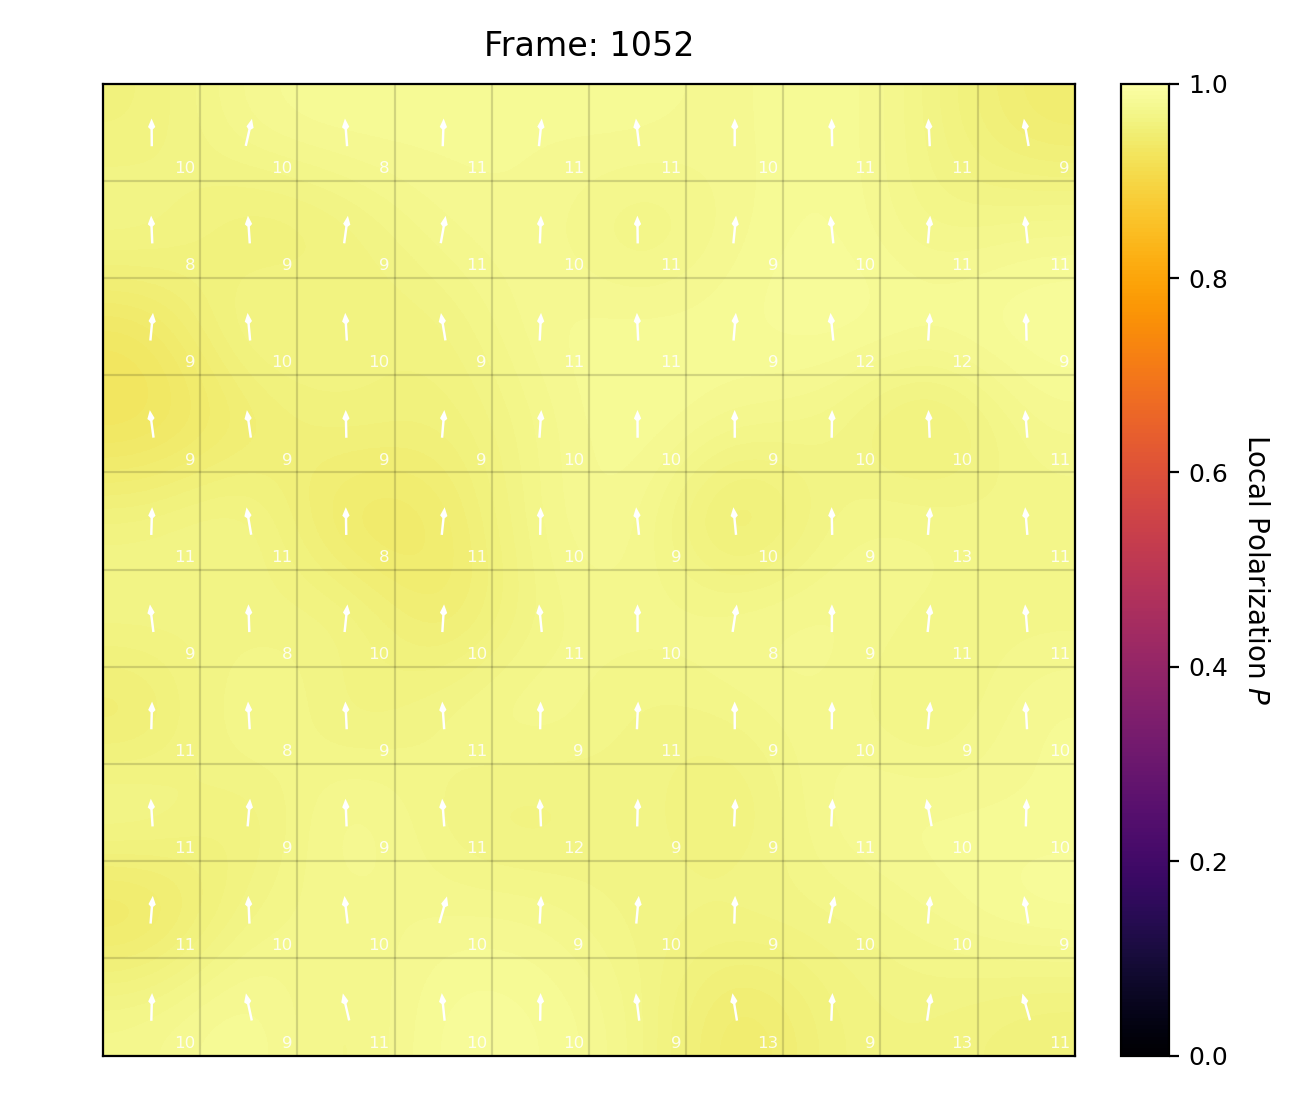 Frame: 1052
10 10 8 11 11 11 10 11 11 9
8 9 9 11 10 11 9 10 11 11
9 10 10 9 11 11 9 12 12 9
9 9 9 9 10 10 9 10 10 11
11 11 8 11 10 9 10 9 13 11
9 8 10 10 11 10 8 9 11 11
11 8 9 11 9 11 9 10 9 10
11 9 9 11 12 9 9 11 10 10
11 10 10 10 9 10 9 10 10 9
10 9 11 10 10 9 13 9 13 11
1.0
0.8
0.6
0.4
0.2
0.0
Local Polarization P